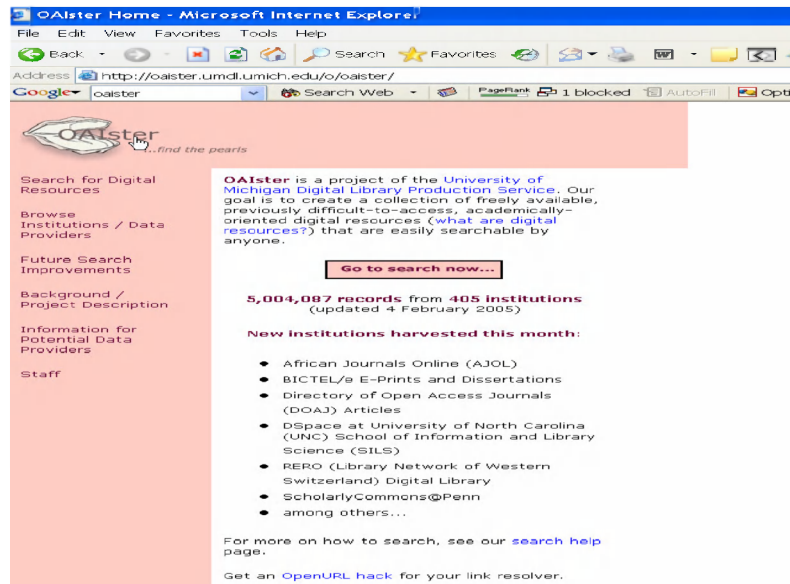 OAIster Home - Microsoft Internet Explorer
File Edit View Favorites Tools Help
Back Search Favorites
Address http://oaister.umdl.umich.edu/o/oaister/
Google oaister Search Web PageRank 1 blocked AutoFill Opti
OAIster
...find the pearls
Search for Digital
Resources
Browse
Institutions / Data
Providers
Future Search
Improvements
Background /
Project Description
Information for
Potential Data
Providers
Staff
OAIster is a project of the University of
Michigan Digital Library Production Service. Our
goal is to create a collection of freely available,
previously difficult-to-access, academically-
oriented digital resources (what are digital
resources?) that are easily searchable by
anyone.
Go to search now...
5,004,087 records from 405 institutions
(updated 4 February 2005)
New institutions harvested this month:
African Journals Online (AJOL)
BICTEL/e E-Prints and Dissertations
Directory of Open Access Journals
(DOAJ) Articles
DSpace at University of North Carolina
(UNC) School of Information and Library
Science (SILS)
RERO (Library Network of Western
Switzerland) Digital Library
ScholarlyCommons@Penn
among others...
For more on how to search, see our search help
page.
Get an OpenURL hack for your link resolver.